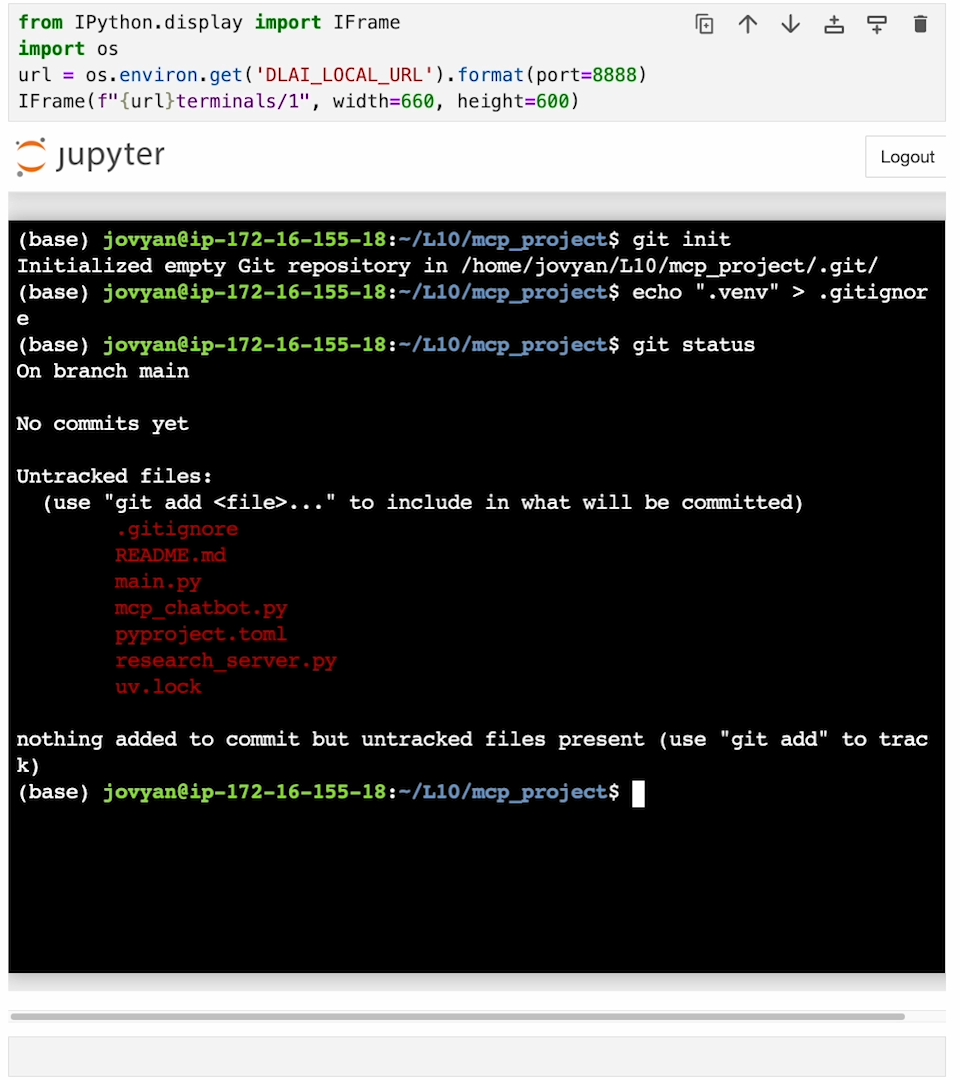 from IPython.display import IFrame
import os
url = os.environ.get('DLAI_LOCAL_URL').format(port=8888)
IFrame(f"{url}terminals/1", width=660, height=600)
jupyter
Logout
(base) jovyan@ip-172-16-155-18:~/L10/mcp_project$ git init
Initialized empty Git repository in /home/jovyan/L10/mcp_project/.git/
(base) jovyan@ip-172-16-155-18:~/L10/mcp_project$ echo ".venv" > .gitignor
e
(base) jovyan@ip-172-16-155-18:~/L10/mcp_project$ git status
On branch main
No commits yet
Untracked files:
  (use "git add <file>..." to include in what will be committed)
        .gitignore
        README.md
        main.py
        mcp_chatbot.py
        pyproject.toml
        research_server.py
        uv.lock
nothing added to commit but untracked files present (use "git add" to trac
k)
(base) jovyan@ip-172-16-155-18:~/L10/mcp_project$